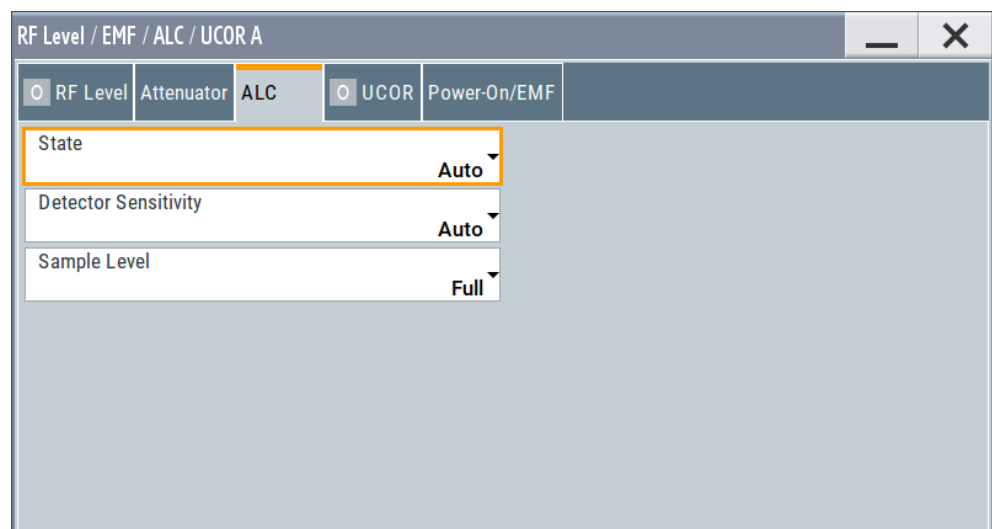 RF Level / EMF / ALC / UCOR A
O RF Level Attenuator ALC O UCOR Power-On/EMF
State
Auto
Detector Sensitivity
Auto
Sample Level
Full